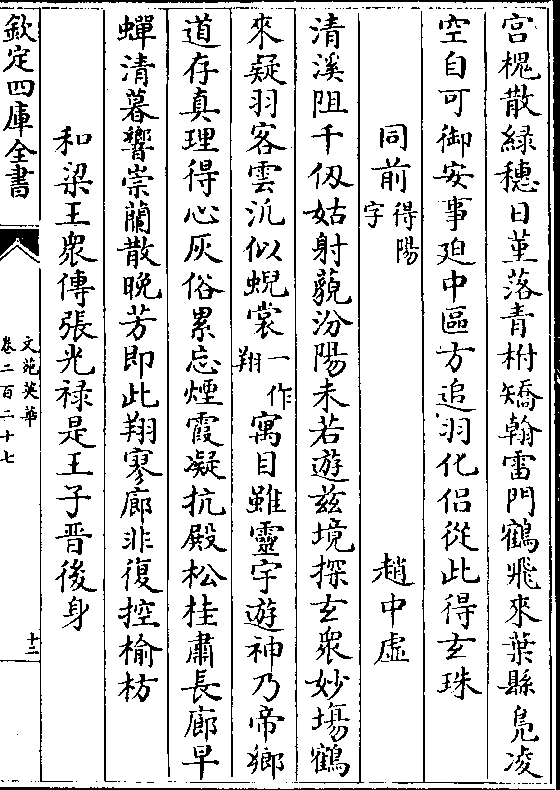 宫槐散緑穗日堇落青柎矯翰雷門鶴飛來葉縣鳬凌
空自可御安事廹中區方追羽化侶從此得玄珠
同前得陽字 趙中虛
清溪阻千仭姑射藐汾陽未若遊兹境探玄衆妙塲鶴
來疑羽客雲汎似蜺裳一作翔寓目雖靈宇遊神乃帝鄉
道存真理得心灰俗累忘煙霞凝抗殿松桂肅長廊早
蟬清暮響崇蘭散晚芳即此翔寥廊非復控榆枋
和梁王衆傳張光禄是王子晋後身
欽定四庫全書
文苑英華
卷二百二十七
十二